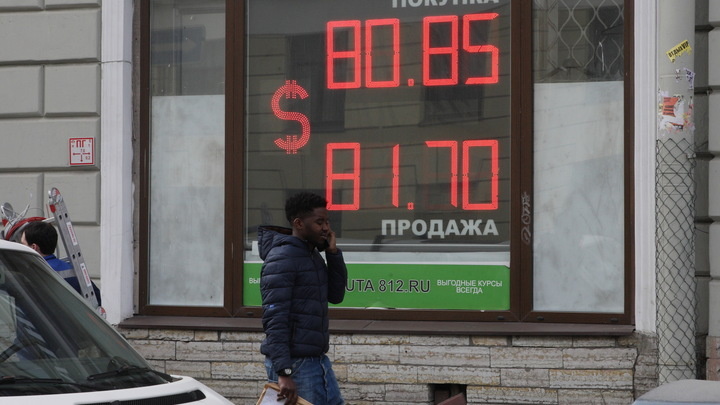 ПОКУПКА
80.85
$
81.70
ПРОДАЖА
UTA 812.RU
ВЫГОДНЫЕ КУРСЫ
ВСЕГДА